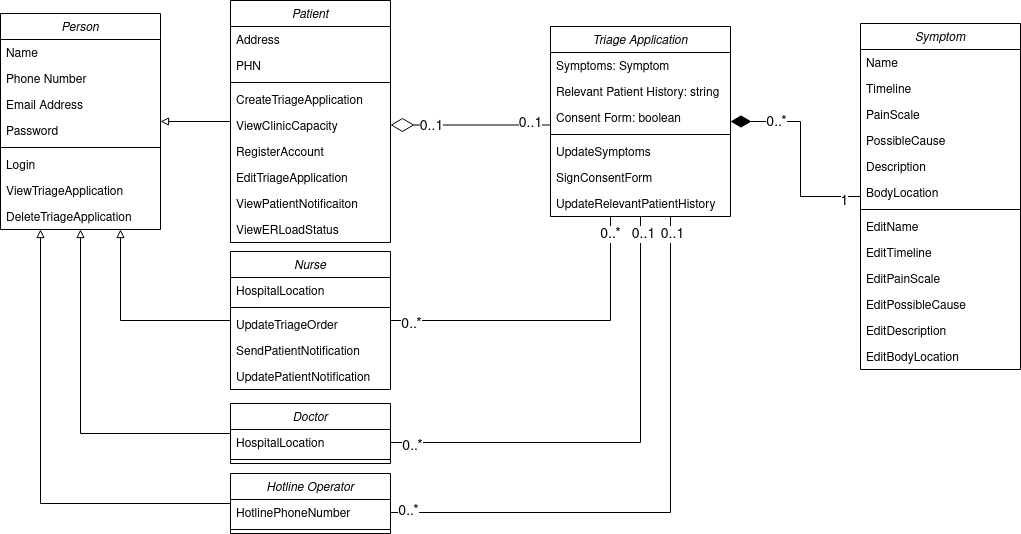 Person
Name
Phone Number
Email Address
Password
Login
ViewTriageApplication
DeleteTriageApplication
Patient
Address
PHN
CreateTriageApplication
ViewClinicCapacity
RegisterAccount
EditTriageApplication
ViewPatientNotificaiton
ViewERLoadStatus
0..1
0..1
Nurse
HospitalLocation
UpdateTriageOrder
SendPatientNotification
UpdatePatientNotification
0..*
Doctor
HospitalLocation
0..*
Hotline Operator
HotlinePhoneNumber
0..*
Triage Application
Symptoms: Symptom
Relevant Patient History: string
Consent Form: boolean
UpdateSymptoms
SignConsentForm
UpdateRelevantPatientHistory
0..*
0..1
0..1
0..*
1
Symptom
Name
Timeline
PainScale
PossibleCause
Description
BodyLocation
EditName
EditTimeline
EditPainScale
EditPossibleCause
EditDescription
EditBodyLocation